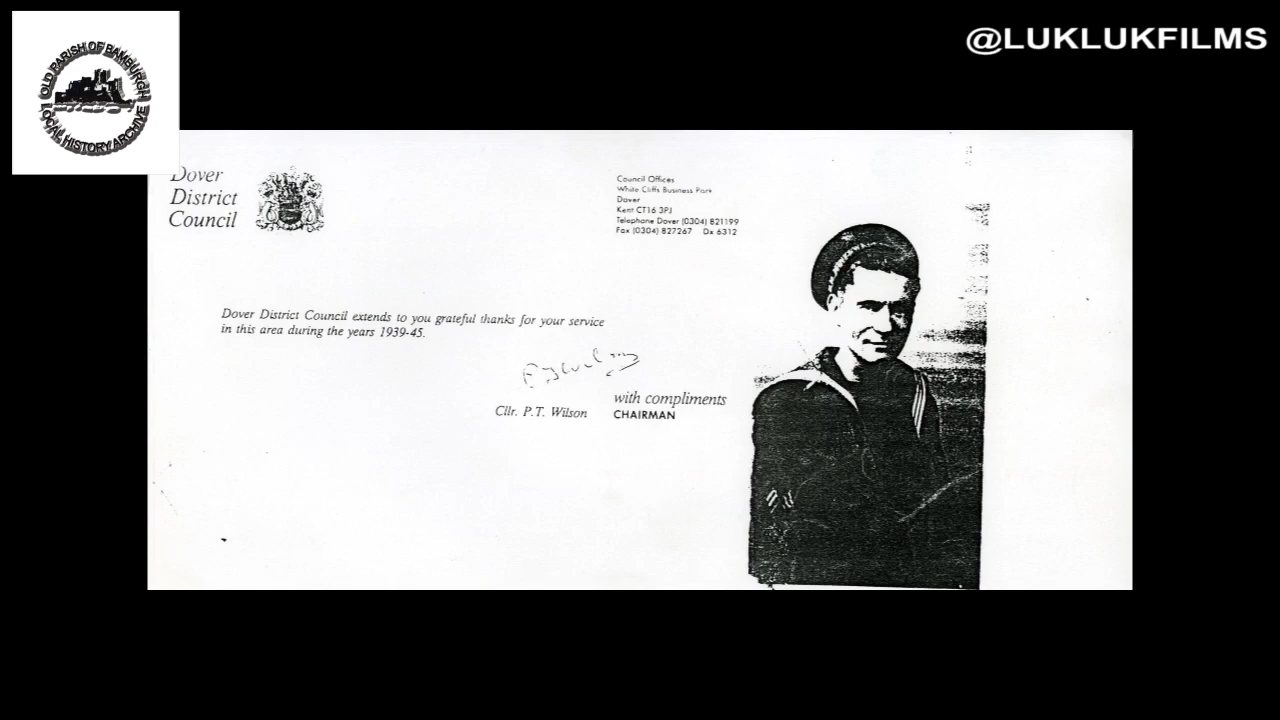 OLD PARISH OF BAMBURGH
LOCAL HISTORY ARCHIVE
@LUKLUKFILMS
Dover
District
Council
Council Offices
White Cliffs Business Park
Dover
Kent CT16 3PJ
Telephone Dover (0304) 821199
Fax (0304) 827267 Dx 6312
Dover District Council extends to you grateful thanks for your service
in this area during the years 1939-45.
with compliments
Cllr. P.T. Wilson
CHAIRMAN